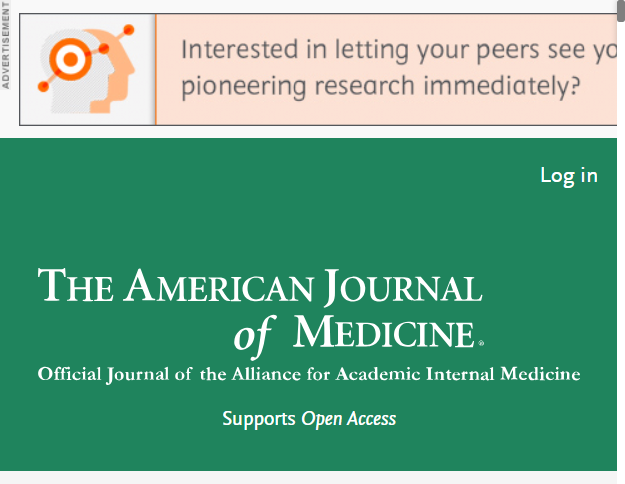 ADVERTISEMENT
Interested in letting your peers see
pioneering research immediately?
Log in
THE AMERICAN JOURNAL
of MEDICINE®
Official Journal of the Alliance for Academic Internal Medicine
Supports Open Access